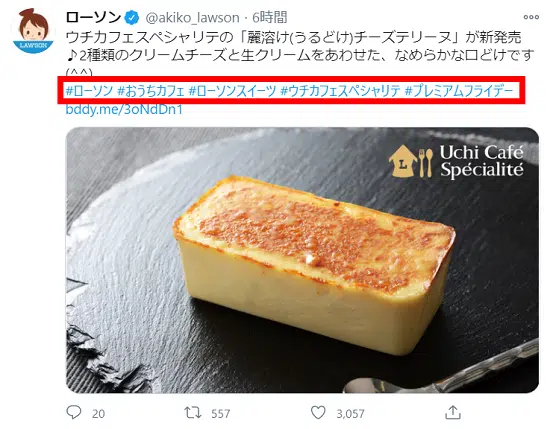 ローソン @akiko_lawson・6時間
LAWSON
ウチカフェスペシャリテの「麗溶け(うるどけ)チーズテリーヌ」が新発売
♪2種類のクリームチーズと生クリームをあわせた、なめらかな口どけです
(^^)
#ローソン #おうちカフェ #ローソンスイーツ #ウチカフェスペシャリテ #プレミアムフライデー
bddy.me/3oNdDn1
L
Uchi Café
Spécialité
20 557 3,057